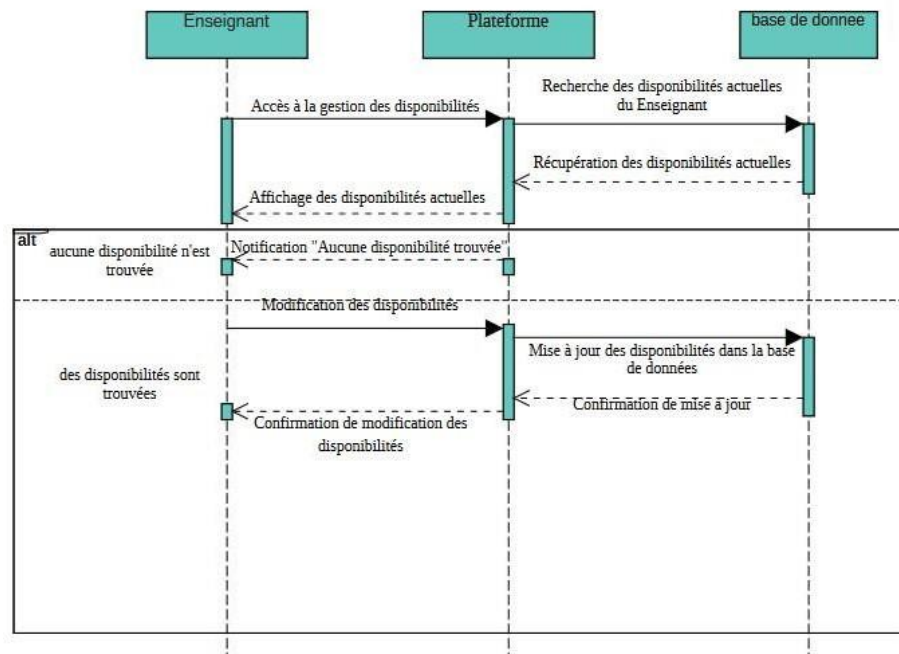 Enseignant
Plateforme
base de donnee
Accès à la gestion des disponibilités
Recherche des disponibilités actuelles
du Enseignant
Récupération des disponibilités actuelles
Affichage des disponibilités actuelles
alt
aucune disponibilité n'est
trouvée
Notification "Aucune disponibilité trouvée"
Modification des disponibilités
Mise à jour des disponibilités dans la base
de données
des disponibilités sont
trouvées
Confirmation de mise à jour
Confirmation de modification des
disponibilités